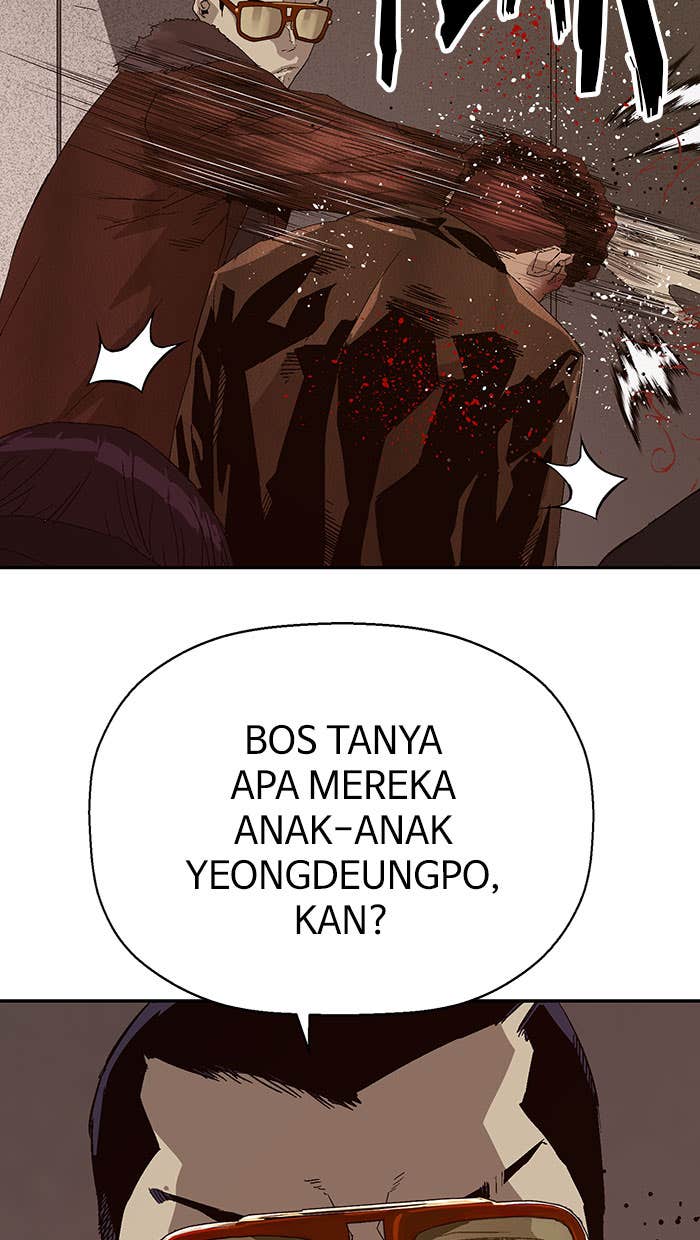 BOS TANYA
APA MEREKA
ANAK-ANAK
YEONGDEUNGPO,
KAN?